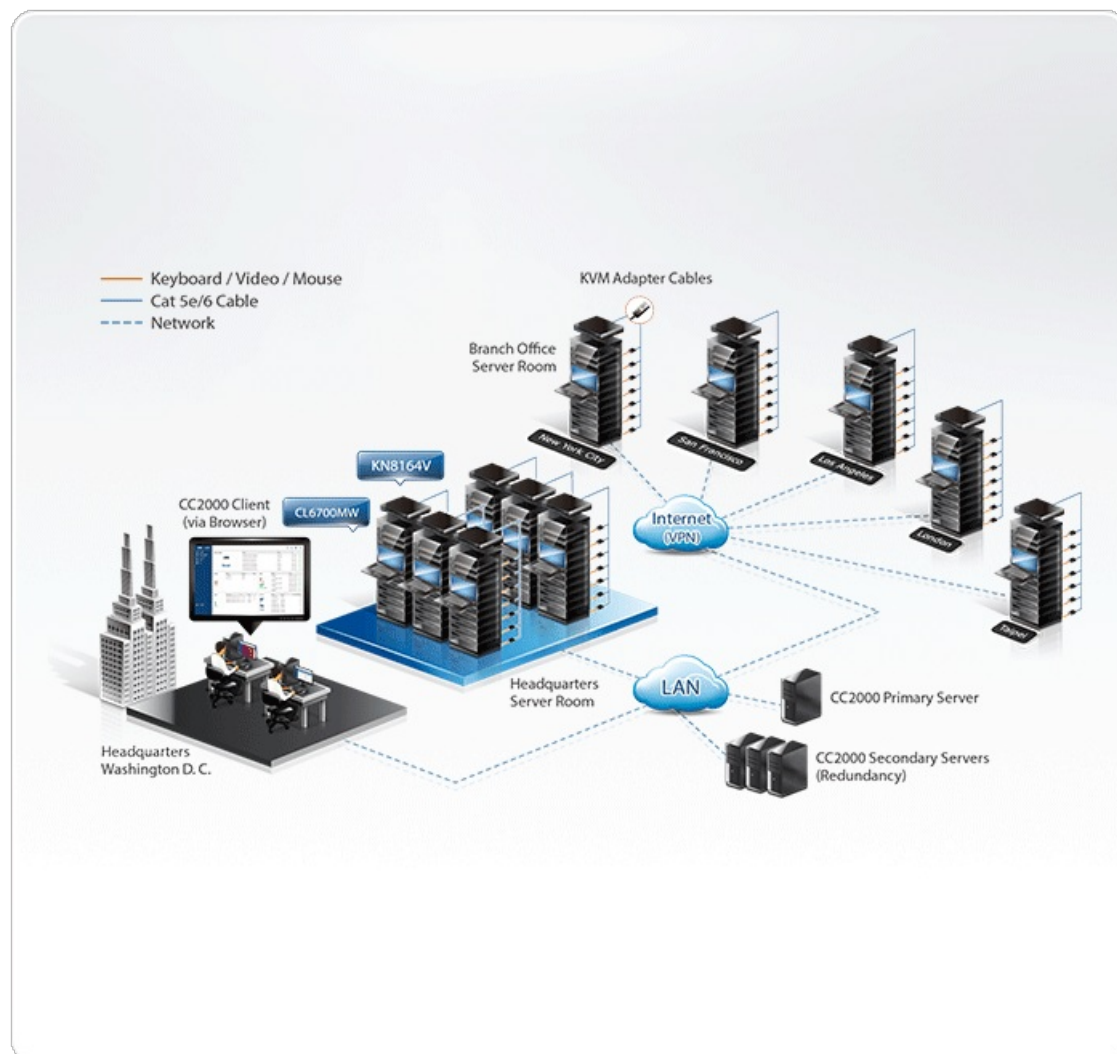 Keyboard / Video / Mouse
Cat 5e/6 Cable
Network
KVM Adapter Cables
Branch Office
Server Room
New York City
San Francisco
Los Angeles
London
Taipei
KN8164V
CL6700MW
CC2000 Client
(via Browser)
Internet
(VPN)
Headquarters
Server Room
LAN
CC2000 Primary Server
CC2000 Secondary Servers
(Redundancy)
Headquarters
Washington D. C.